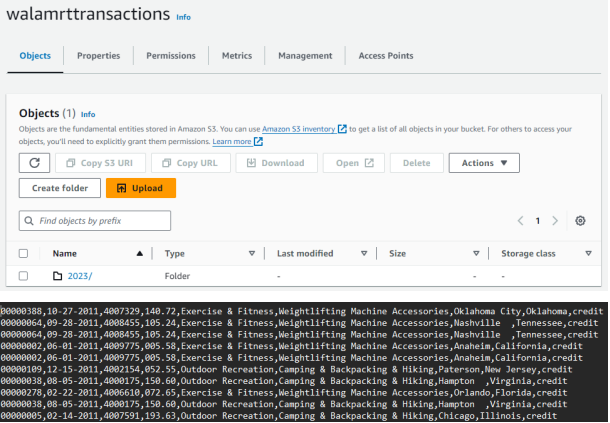 walamrttransactions Info
Objects Properties Permissions Metrics Management Access Points
Objects (1) Info
Objects are the fundamental entities stored in Amazon S3. You can use Amazon S3 inventory to get a list of all objects in your bucket. For others to access your
objects, you'll need to explicitly grant them permissions. Learn more
Copy S3 URI Copy URL Download Open Delete Actions
Create folder Upload
Find objects by prefix 1
Name Type Last modified Size Storage class
2023/ Folder - - -
00000388,10-27-2011,4007329,140.72,Exercise & Fitness,Weightlifting Machine Accessories,Oklahoma City,Oklahoma,credit
00000064,09-28-2011,4008455,105.24,Exercise & Fitness,Weightlifting Machine Accessories,Nashville  ,Tennessee,credit
00000064,09-28-2011,4008455,105.24,Exercise & Fitness,Weightlifting Machine Accessories,Nashville  ,Tennessee,credit
00000002,06-01-2011,4009775,005.58,Exercise & Fitness,Weightlifting Machine Accessories,Anaheim,California,credit
00000002,06-01-2011,4009775,005.58,Exercise & Fitness,Weightlifting Machine Accessories,Anaheim,California,credit
00000109,12-15-2011,4002154,052.55,Outdoor Recreation,Camping & Backpacking & Hiking,Paterson,New Jersey,credit
00000038,08-05-2011,4000175,150.60,Outdoor Recreation,Camping & Backpacking & Hiking,Hampton  ,Virginia,credit
00000278,02-22-2011,4006610,072.65,Exercise & Fitness,Weightlifting Machine Accessories,Orlando,Florida,credit
00000038,08-05-2011,4000175,150.60,Outdoor Recreation,Camping & Backpacking & Hiking,Hampton  ,Virginia,credit
00000005,02-14-2011,4007591,193.63,Outdoor Recreation,Camping & Backpacking & Hiking,Chicago,Illinois,credit